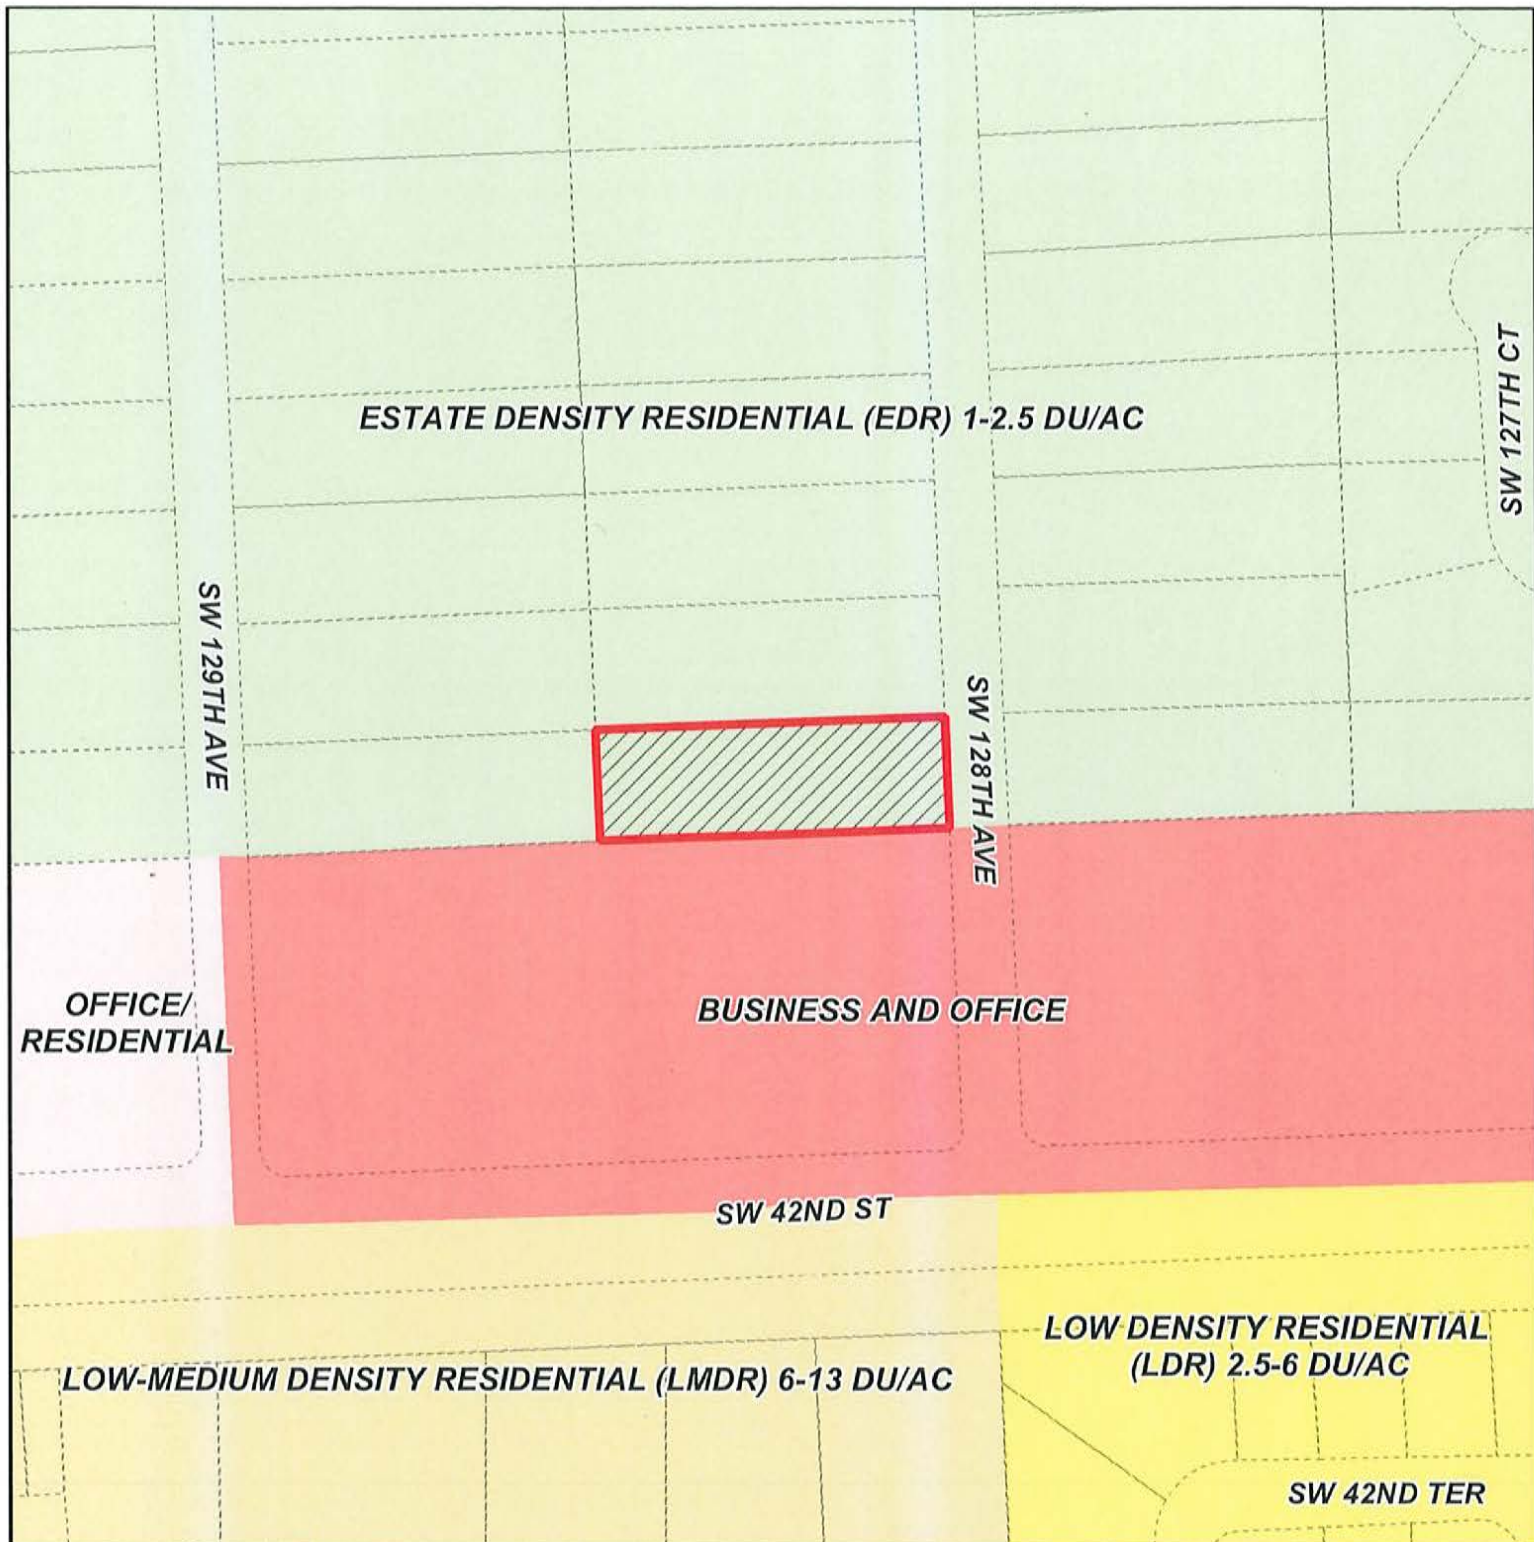 SW 127TH CT
ESTATE DENSITY RESIDENTIAL (EDR) 1-2.5 DU/AC
SW 129TH AVE
SW 128TH AVE
OFFICE/
RESIDENTIAL
BUSINESS AND OFFICE
SW 42ND ST
LOW DENSITY RESIDENTIAL
(LDR) 2.5-6 DU/AC
LOW-MEDIUM DENSITY RESIDENTIAL (LMDR) 6-13 DU/AC
SW 42ND TER